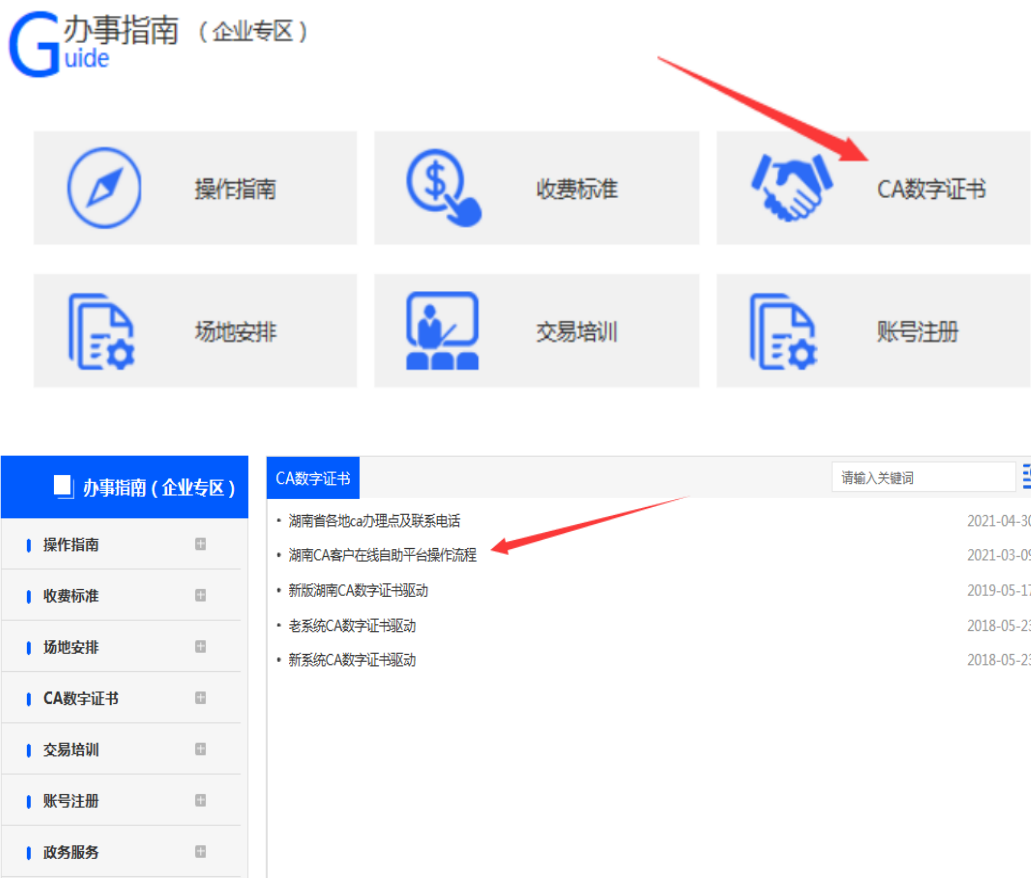 办事指南（企业专区）
Guide
操作指南
收费标准
CA数字证书
场地安排
交易培训
账号注册
办事指南（企业专区）
操作指南
收费标准
场地安排
CA数字证书
交易培训
账号注册
政务服务
CA数字证书
请输入关键词
湖南省各地ca办理点及联系电话 2021-04-30
湖南CA客户在线自助平台操作流程 2021-03-09
新版湖南CA数字证书驱动 2019-05-17
老系统CA数字证书驱动 2018-05-23
新系统CA数字证书驱动 2018-05-23